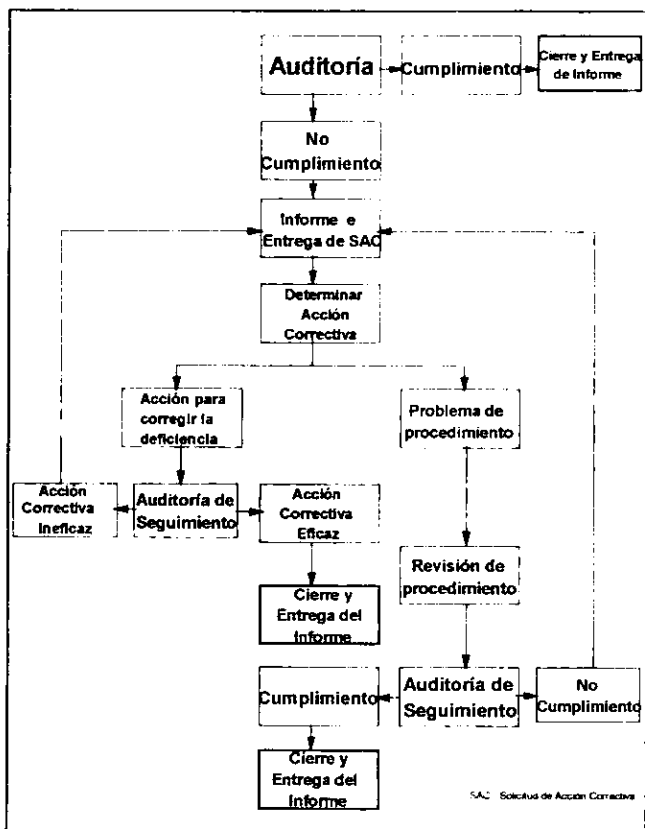 Auditoría
Cumplimiento
Cierre y Entrega
de Informe
No
Cumplimiento
Informe e
Entrega de SAC
Determinar
Acción
Correctiva
Acción para
corregir la
deficiencia
Problema de
procedimiento
Acción
Correctiva
Ineficaz
Auditoría de
Seguimiento
Acción
Correctiva
Eficaz
Revisión de
procedimiento
Cierre y
Entrega del
Informe
Cumplimiento
Auditoría de
Seguimiento
No
Cumplimiento
Cierre y
Entrega del
Informe
SAC Solicitud de Acción Correctiva